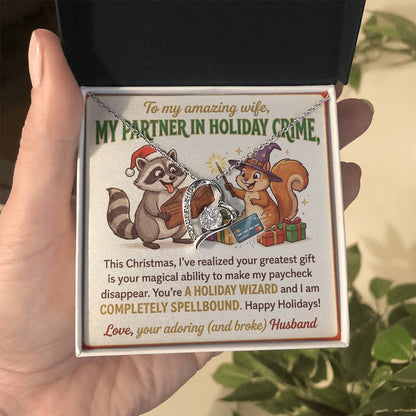 To my amazing wife,
MY PARTNER IN HOLIDAY CRIME,
This Christmas, I've realized your greatest gift
is your magical ability to make my paycheck
disappear. You're A HOLIDAY WIZARD and I am
COMPLETELY SPELLBOUND. Happy Holidays!
Love, your adoring (and broke) Husband